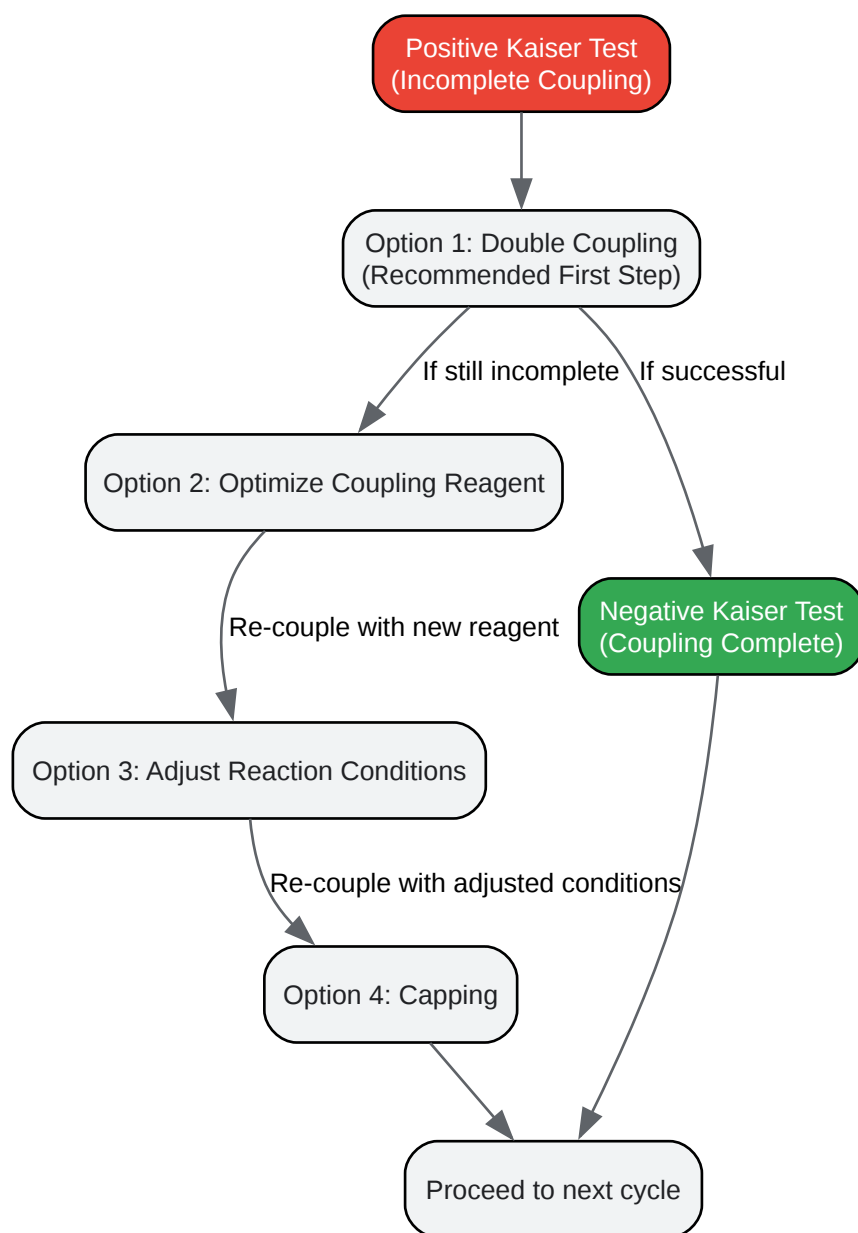 Positive Kaiser Test
(Incomplete Coupling)
Option 1: Double Coupling
(Recommended First Step)
If still incomplete
If successful
Option 2: Optimize Coupling Reagent
Negative Kaiser Test
(Coupling Complete)
Re-couple with new reagent
Option 3: Adjust Reaction Conditions
Re-couple with adjusted conditions
Option 4: Capping
Proceed to next cycle